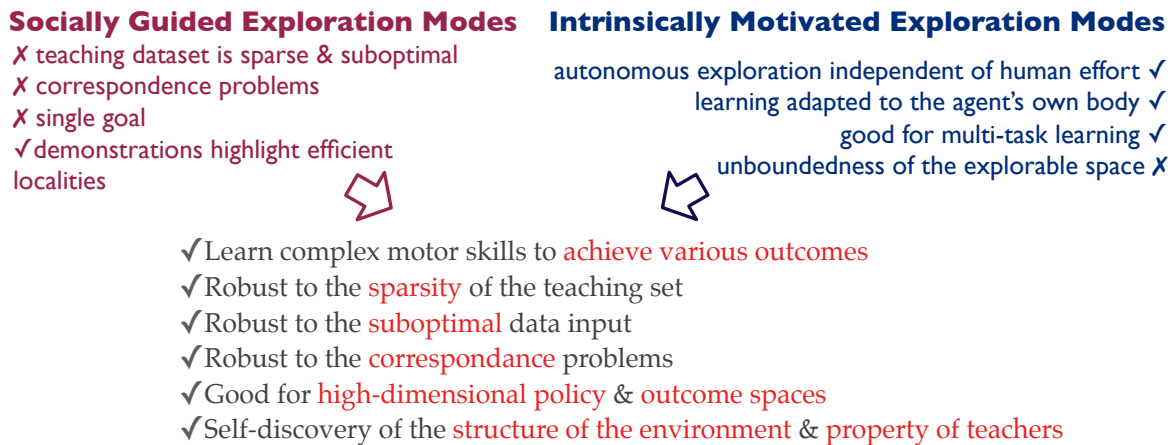 Socially Guided Exploration Modes
✗ teaching dataset is sparse & suboptimal
✗ correspondence problems
✗ single goal
✓demonstrations highlight efficient
localities
Intrinsically Motivated Exploration Modes
autonomous exploration independent of human effort ✓
learning adapted to the agent's own body ✓
good for multi-task learning ✓
unboundedness of the explorable space ✗
✓Learn complex motor skills to achieve various outcomes
✓Robust to the sparsity of the teaching set
✓Robust to the suboptimal data input
✓Robust to the correspondance problems
✓Good for high-dimensional policy & outcome spaces
✓Self-discovery of the structure of the environment & property of teachers